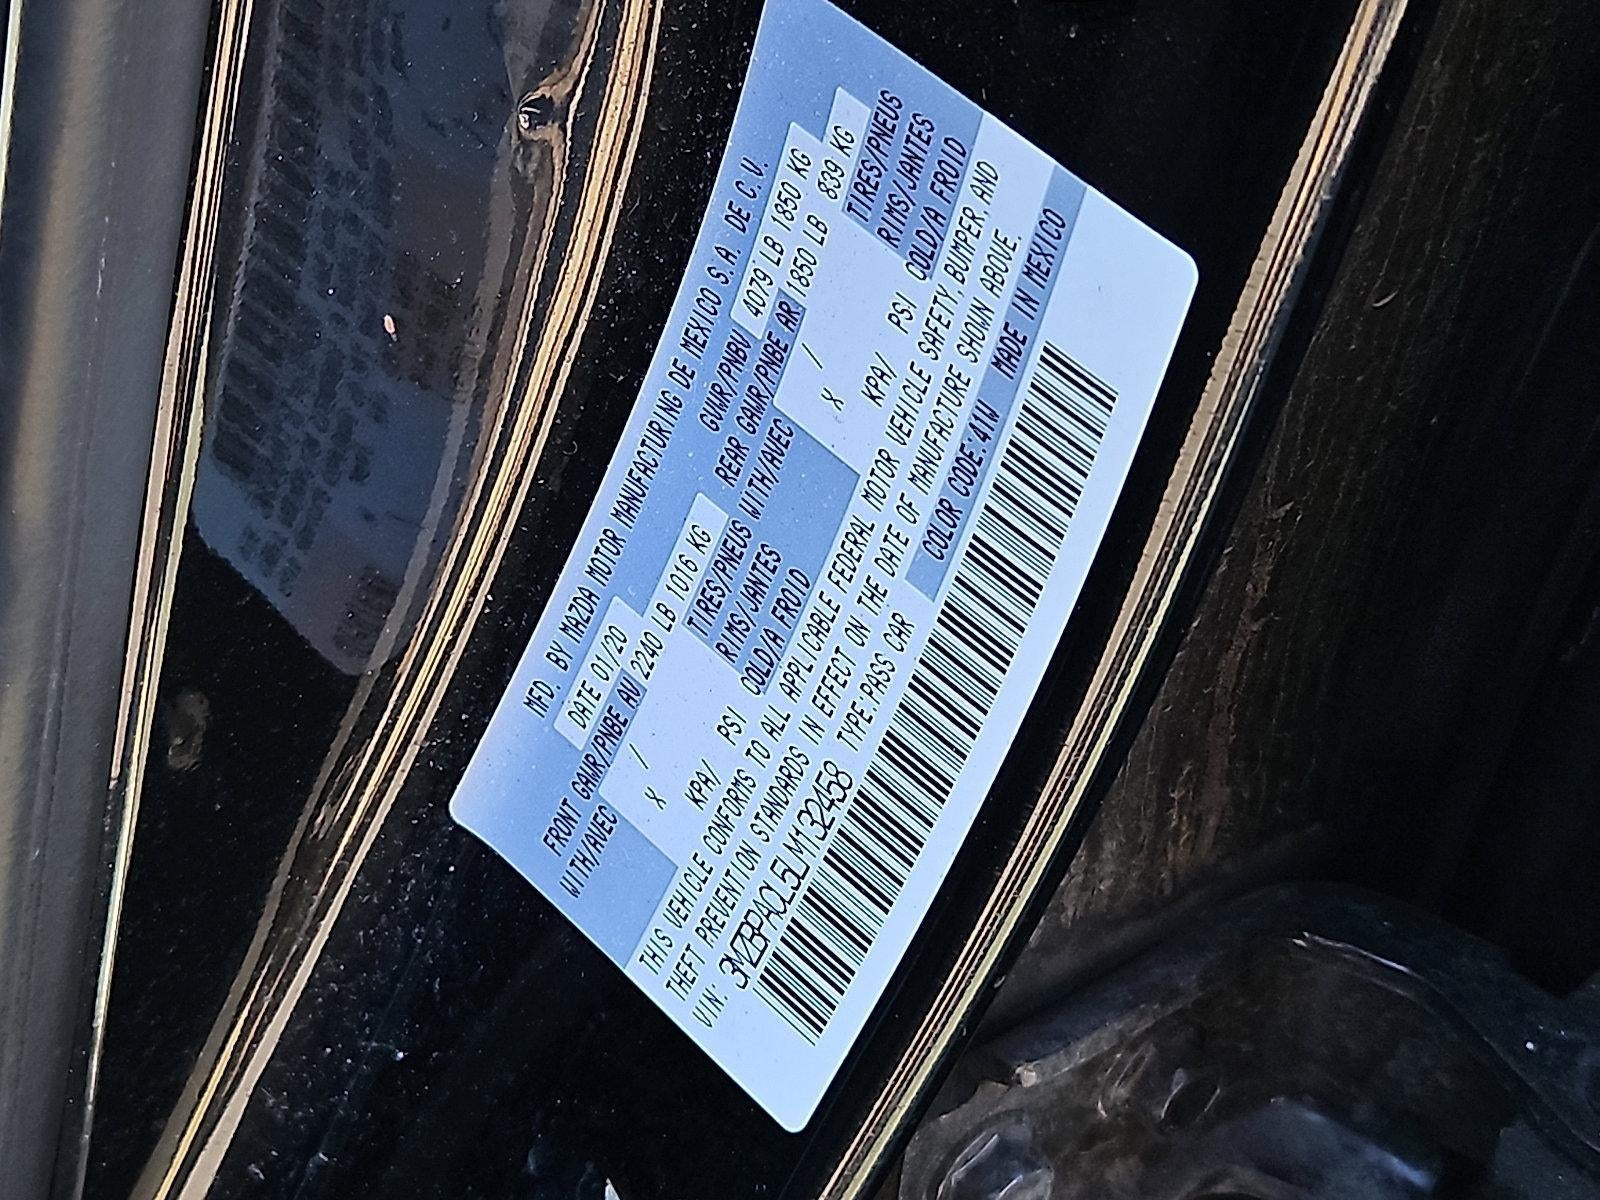 MFD. BY MAZDA MOTOR MANUFACTURING DE MEXICO S.A. DE C.V.
DATE 01/20 GVWR/PNBV 4079 LB 1850 KG
FRONT GAWR/PNBE AV 2240 LB 1016 KG REAR GAWR/PNBE AR 1850 LB 839 KG
WITH/AVEC TIRES/PNEUS WITH/AVEC TIRES/PNEUS
X / RIMS/JANTES X / RIMS/JANTES
KPA/ PSI COLD/A FROID KPA/ PSI COLD/A FROID
THIS VEHICLE CONFORMS TO ALL APPLICABLE FEDERAL MOTOR VEHICLE SAFETY, BUMPER, AND
THEFT PREVENTION STANDARDS IN EFFECT ON THE DATE OF MANUFACTURE SHOWN ABOVE.
VIN: 3MZBPACL5LM132458 TYPE:PASS CAR COLOR CODE:41W MADE IN MEXICO